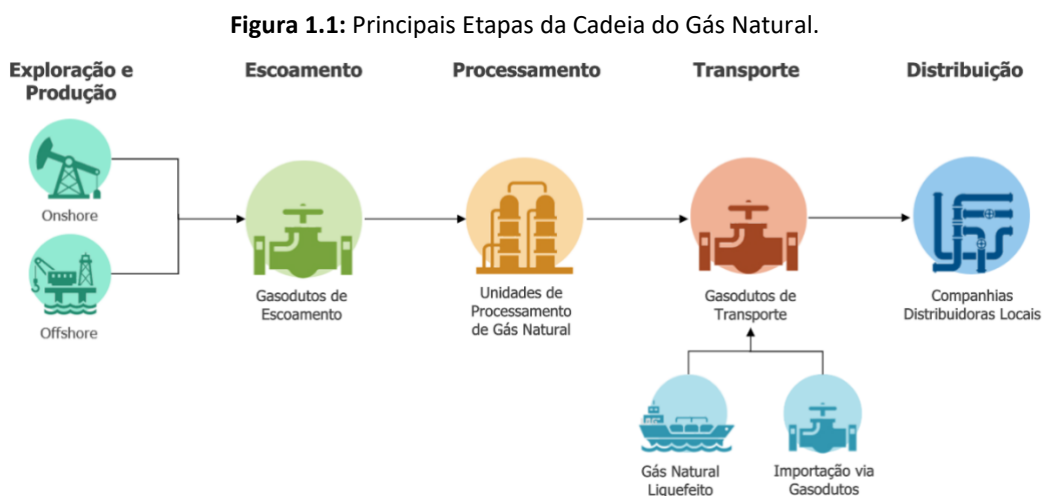 Figura 1.1: Principais Etapas da Cadeia do Gás Natural.
Exploração e
Produção
Escoamento
Processamento
Transporte
Distribuição
Onshore
Offshore
Gasodutos de
Escoamento
Unidades de
Processamento
de Gás Natural
Gasodutos de
Transporte
Companhias
Distribuidoras Locais
Gás Natural
Liquefeito
Importação via
Gasodutos